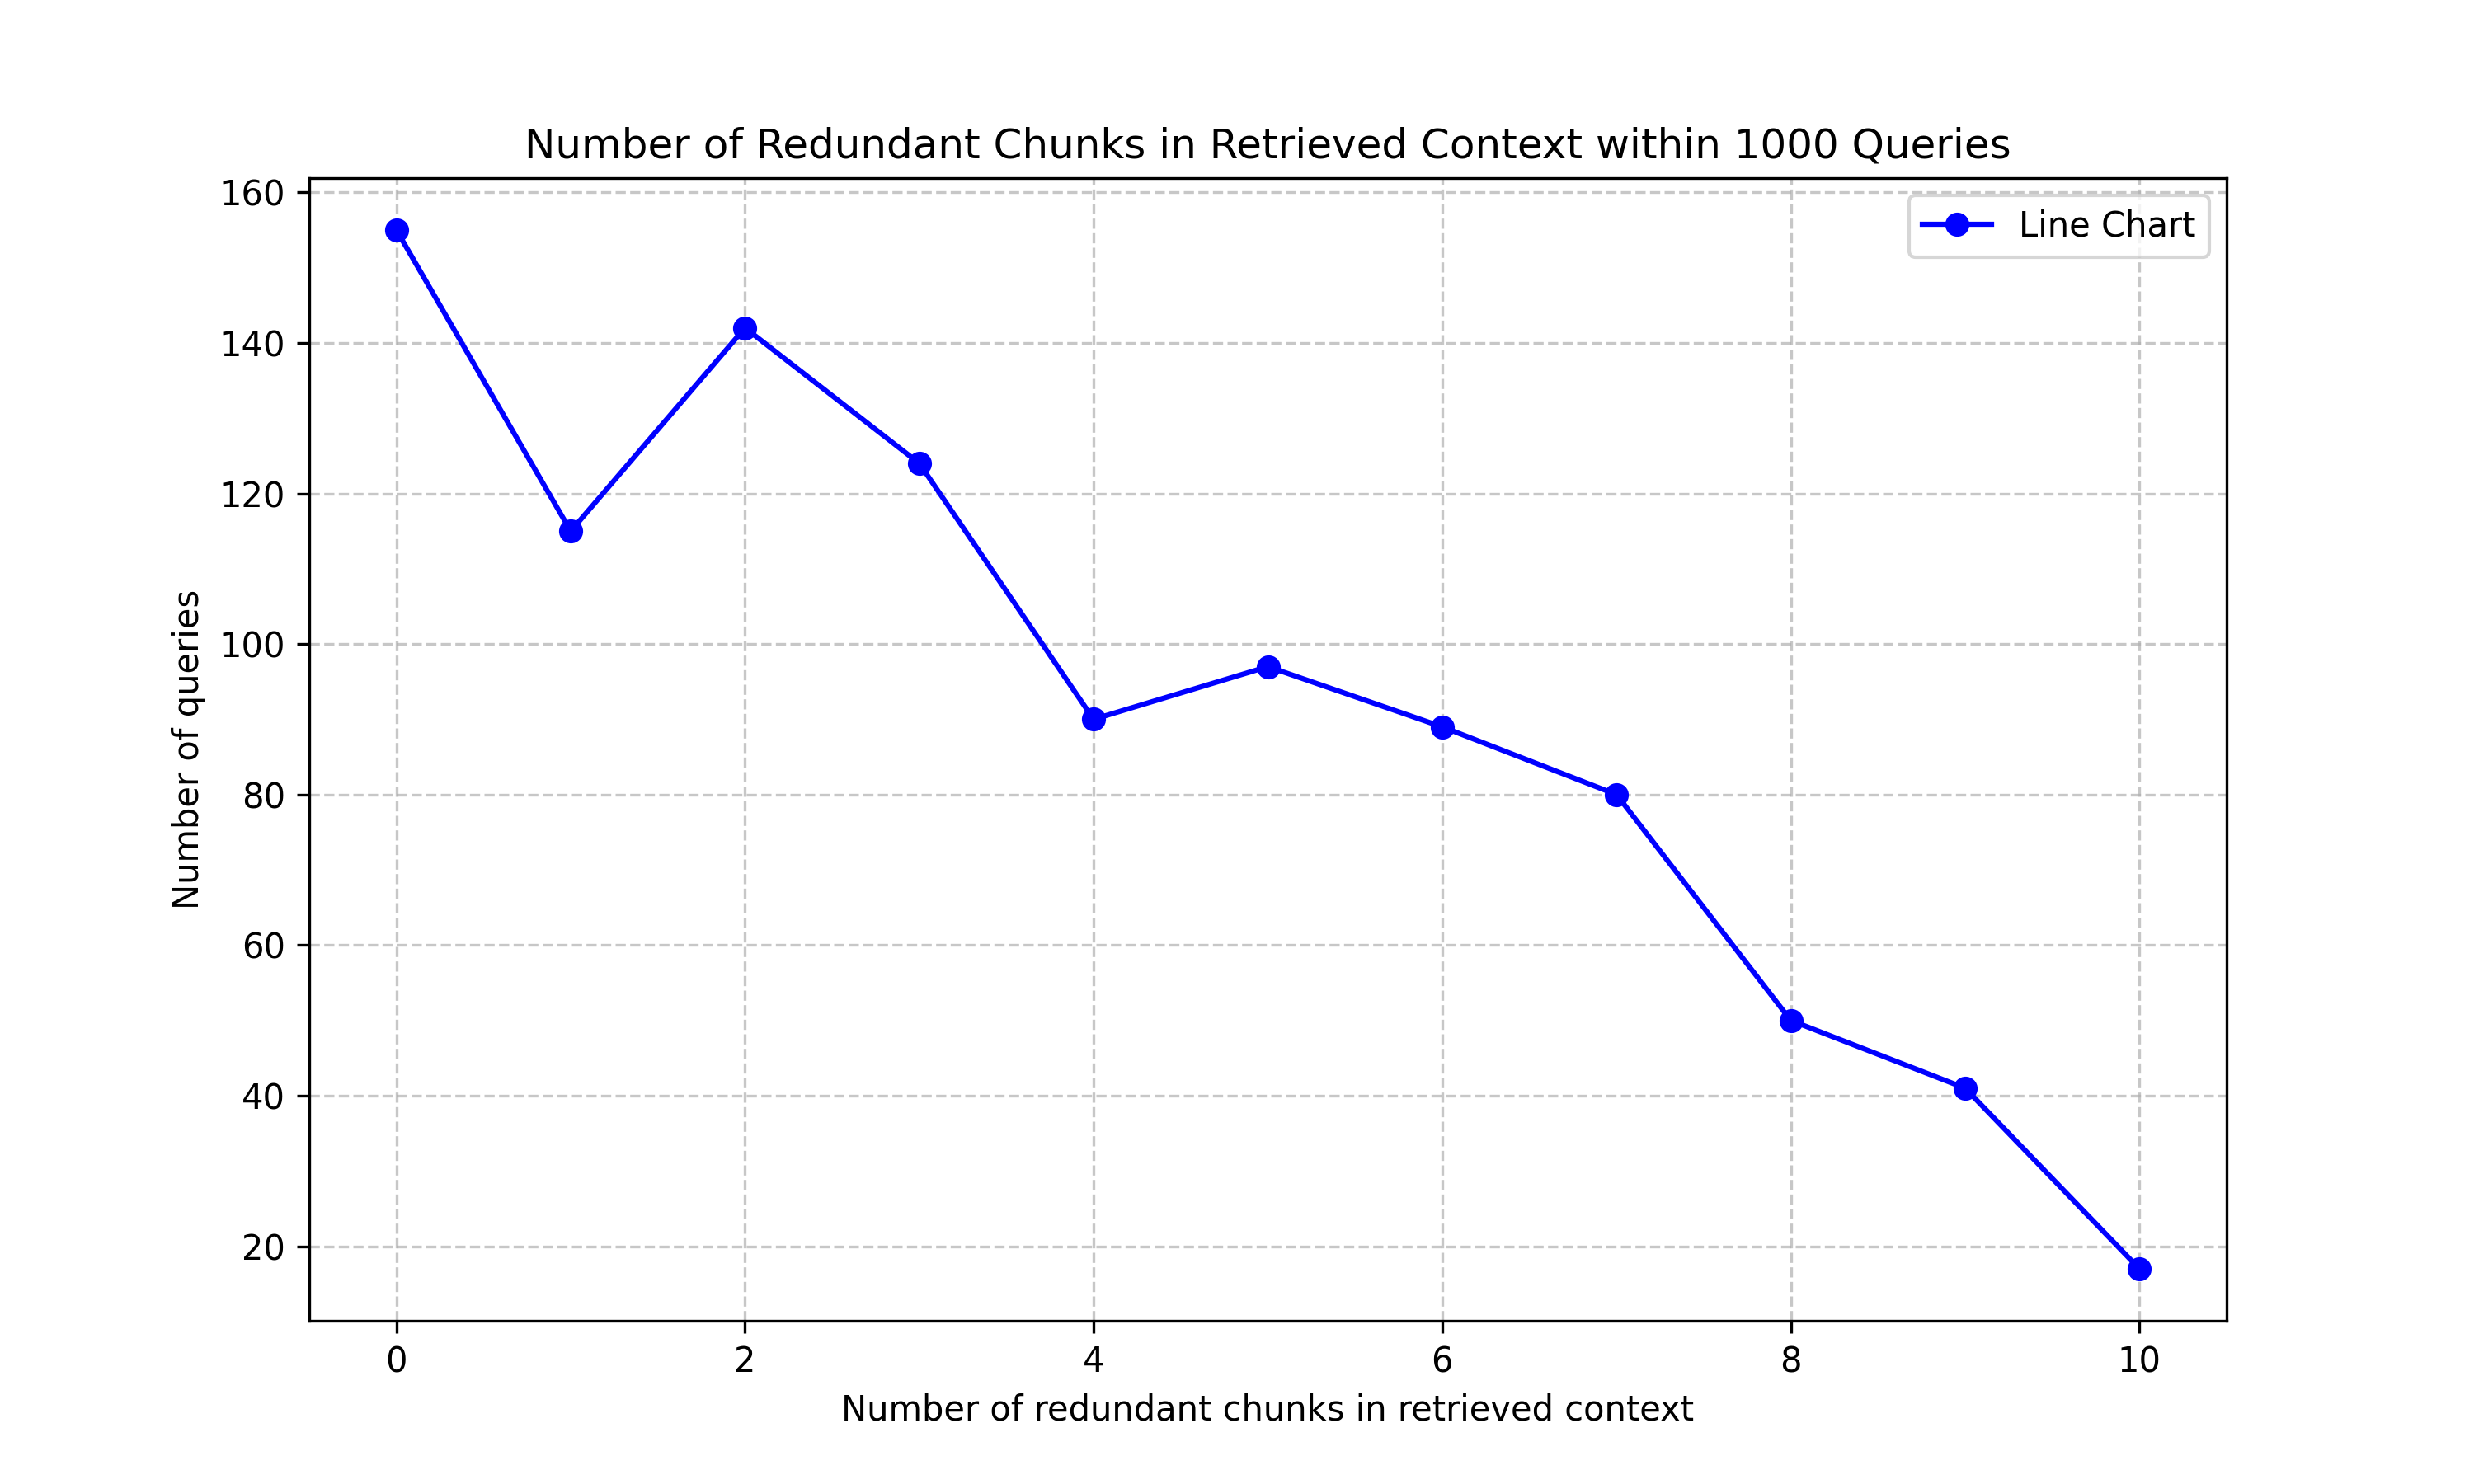 Number of Redundant Chunks in Retrieved Context within 1000 Queries
Line Chart
160
140
120
100
80
60
40
20
Number of queries
0 2 4 6 8 10
Number of redundant chunks in retrieved context